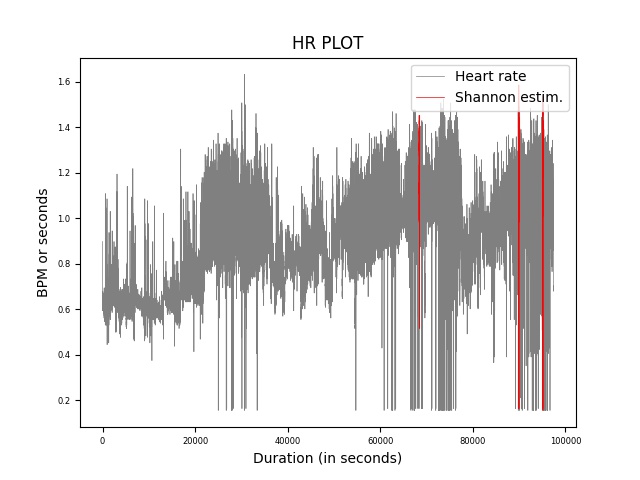 HR PLOT
Heart rate
Shannon estim.
BPM or seconds
1.6
1.4
1.2
1.0
0.8
0.6
0.4
0.2
0 20000 40000 60000 80000 100000
Duration (in seconds)